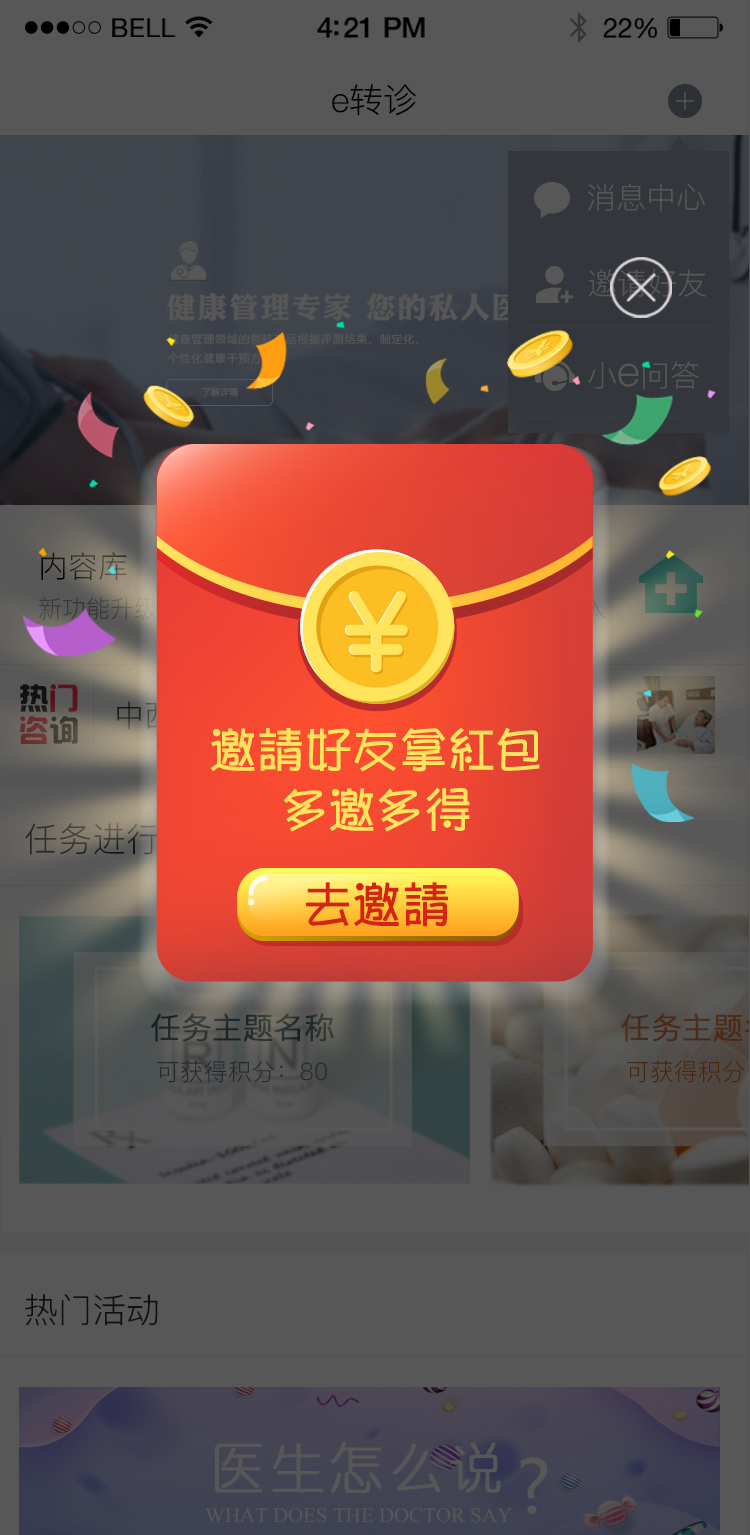 BELL 4:21 PM 22%
e转诊
消息中心
邀请好友
小e问答
健康管理专家 您的私人医
个性化健康干预方
了解详情
内容库
新功能升级
热门
咨询
中西
任务进行
¥
邀請好友拿紅包
多邀多得
去邀請
任务主题名称
可获得积分：80
任务主题
可获得积分
热门活动
医生怎么说?
WHAT DOES THE DOCTOR SAY